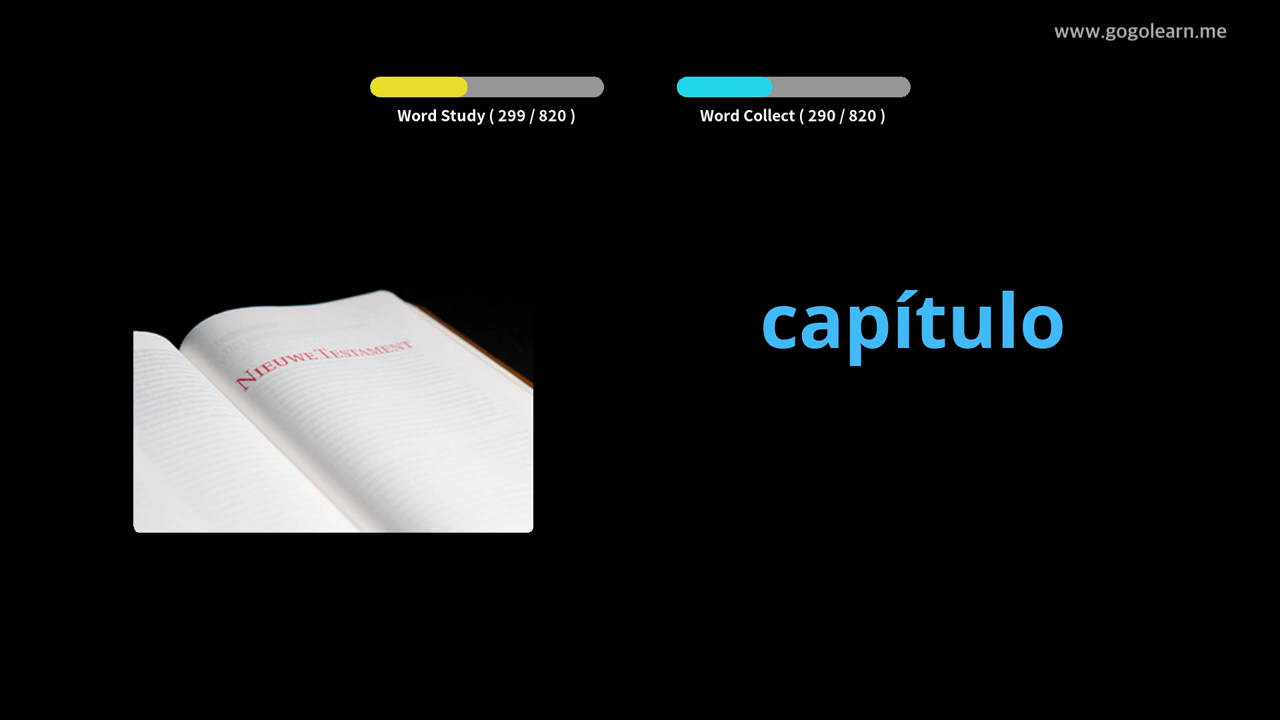 www.gogolearn.me
Word Study ( 299 / 820 )
Word Collect ( 290 / 820 )
NIEUWE TESTAMENT
capítulo